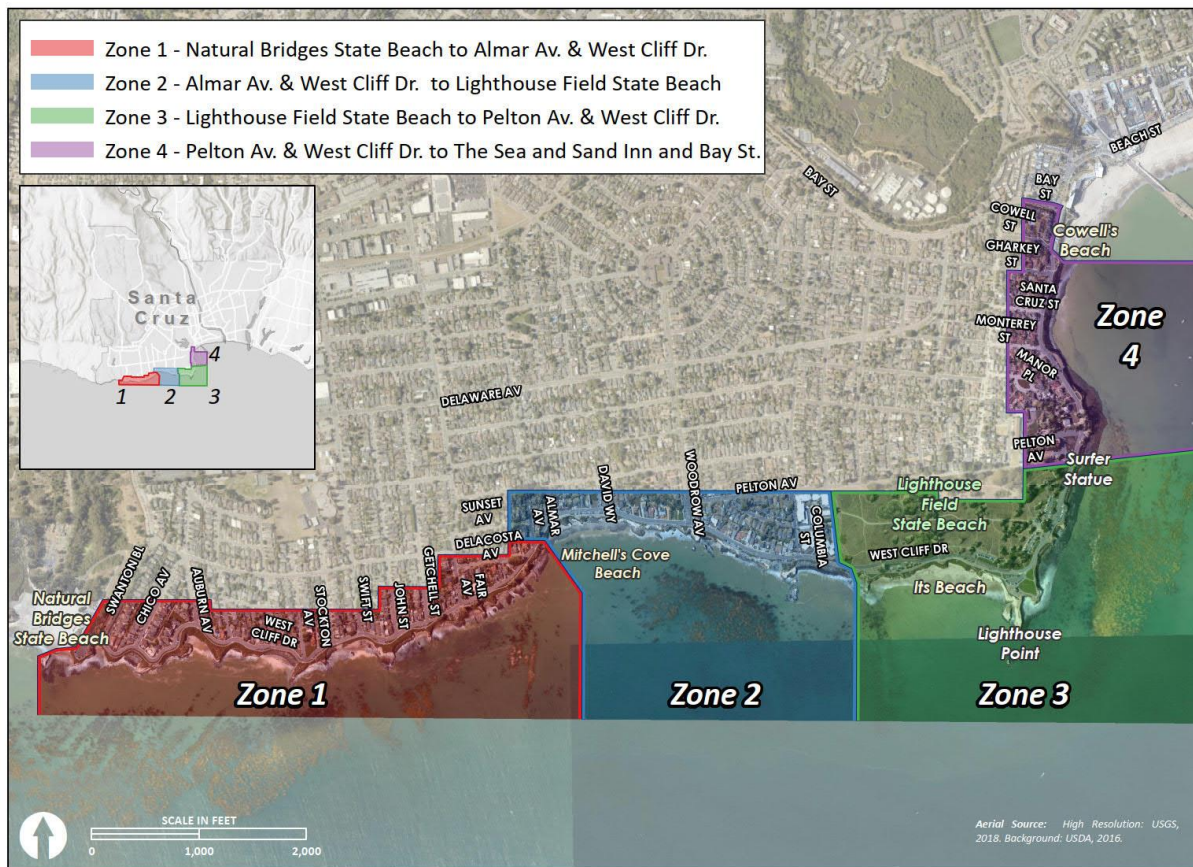 Zone 1 - Natural Bridges State Beach to Almar Av. & West Cliff Dr.
Zone 2 - Almar Av. & West Cliff Dr. to Lighthouse Field State Beach
Zone 3 - Lighthouse Field State Beach to Pelton Av. & West Cliff Dr.
Zone 4 - Pelton Av. & West Cliff Dr. to The Sea and Sand Inn and Bay St.
BEACH ST
BAY ST
BAY
ST
COWELL
ST
Cowell's
Beach
GHARKEY
ST
Santa
Cruz
SANTA
CRUZ ST
Zone
4
MONTEREY
ST
4
1
2
3
MANOR
PL
DELAWARE AV
PELTON
AV
Surfer
Statue
WOODROW AV
DAVID WY
PELTON AV
Lighthouse
Field
State Beach
SUNSET
AV
ALMAR
AV
COLUMBIA
ST
DELACOSTA
AV
WEST CLIFF DR
Mitchell's Cove
Beach
Its Beach
GETCHELL ST
FAIR
AV
SWANTON BL
CHICO AV
AUBURN AV
STOCKTON
AV
SWIFT ST
JOHN ST
Natural
Bridges
State Beach
WEST
CLIFF DR
Lighthouse
Point
Zone 1
Zone 2
Zone 3
SCALE IN FEET
0
1,000
2,000
Aerial Source: High Resolution: USGS,
2018. Background: USDA, 2016.